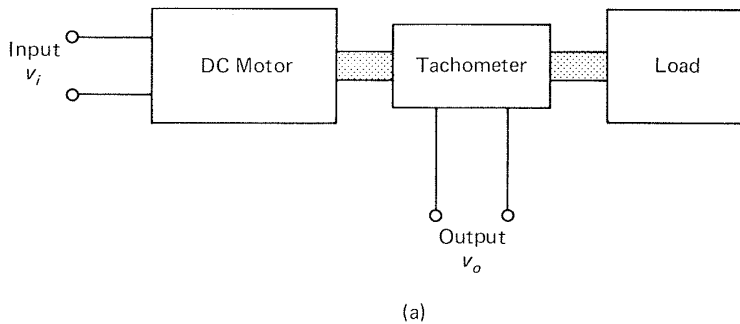 Input
v_i
DC Motor
Tachometer
Load
Output
v_o
(a)